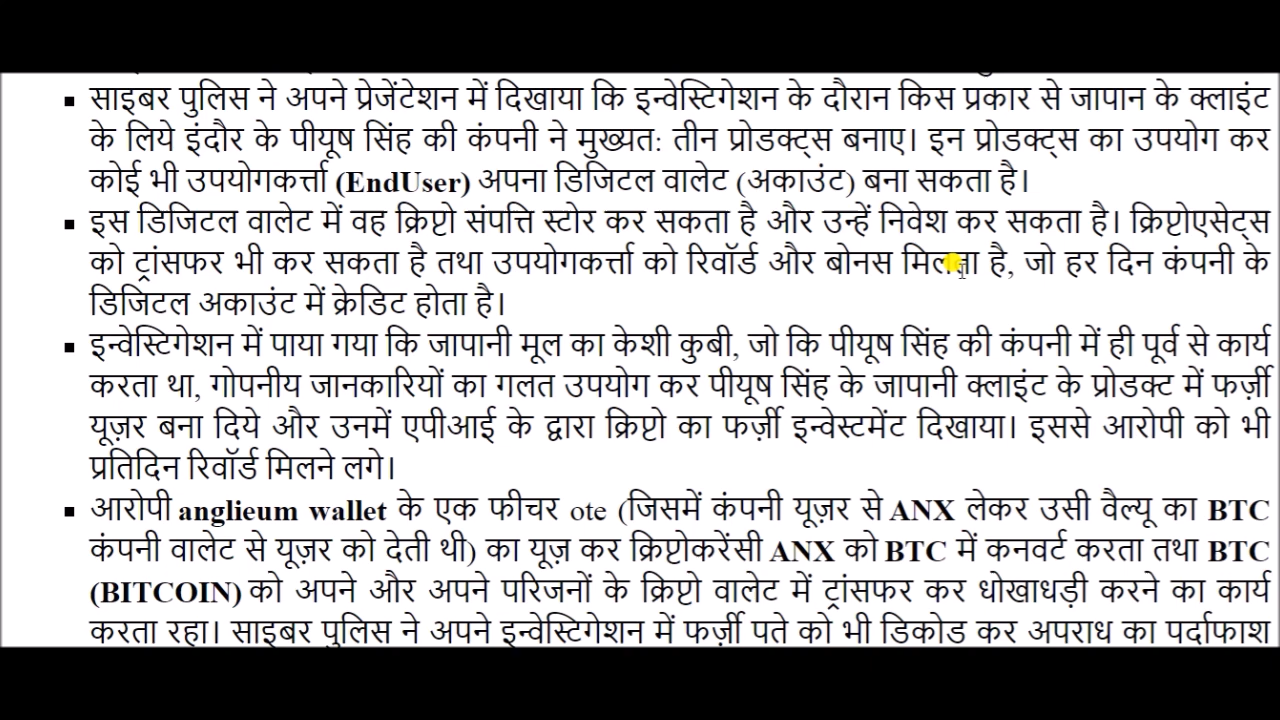 साइबर पुलिस ने अपने प्रेजेंटेशन में दिखाया कि इन्वेस्टिगेशन के दौरान किस प्रकार से जापान के क्लाइंट
के लिये इंदौर के पीयूष सिंह की कंपनी ने मुख्यत: तीन प्रोडक्ट्स बनाए। इन प्रोडक्ट्स का उपयोग कर
कोई भी उपयोगकर्त्ता (EndUser) अपना डिजिटल वालेट (अकाउंट) बना सकता है।
इस डिजिटल वालेट में वह क्रिप्टो संपत्ति स्टोर कर सकता है और उन्हें निवेश कर सकता है। क्रिप्टोएसेट्स
को ट्रांसफर भी कर सकता है तथा उपयोगकर्त्ता को रिवॉर्ड और बोनस मिलता है, जो हर दिन कंपनी के
डिजिटल अकाउंट में क्रेडिट होता है।
इन्वेस्टिगेशन में पाया गया कि जापानी मूल का केशी कुबी, जो कि पीयूष सिंह की कंपनी में ही पूर्व से कार्य
करता था, गोपनीय जानकारियों का गलत उपयोग कर पीयूष सिंह के जापानी क्लाइंट के प्रोडक्ट में फर्ज़ी
यूज़र बना दिये और उनमें एपीआई के द्वारा क्रिप्टो का फर्ज़ी इन्वेस्टमेंट दिखाया। इससे आरोपी को भी
प्रतिदिन रिवॉर्ड मिलने लगे।
आरोपी anglieum wallet के एक फीचर ote (जिसमें कंपनी यूज़र से ANX लेकर उसी वैल्यू का BTC
कंपनी वालेट से यूज़र को देती थी) का यूज़ कर क्रिप्टोकरेंसी ANX को BTC में कनवर्ट करता तथा BTC
(BITCOIN) को अपने और अपने परिजनों के क्रिप्टो वालेट में ट्रांसफर कर धोखाधड़ी करने का कार्य
करता रहा। साइबर पुलिस ने अपने इन्वेस्टिगेशन में फर्ज़ी पते को भी डिकोड कर अपराध का पर्दाफाश